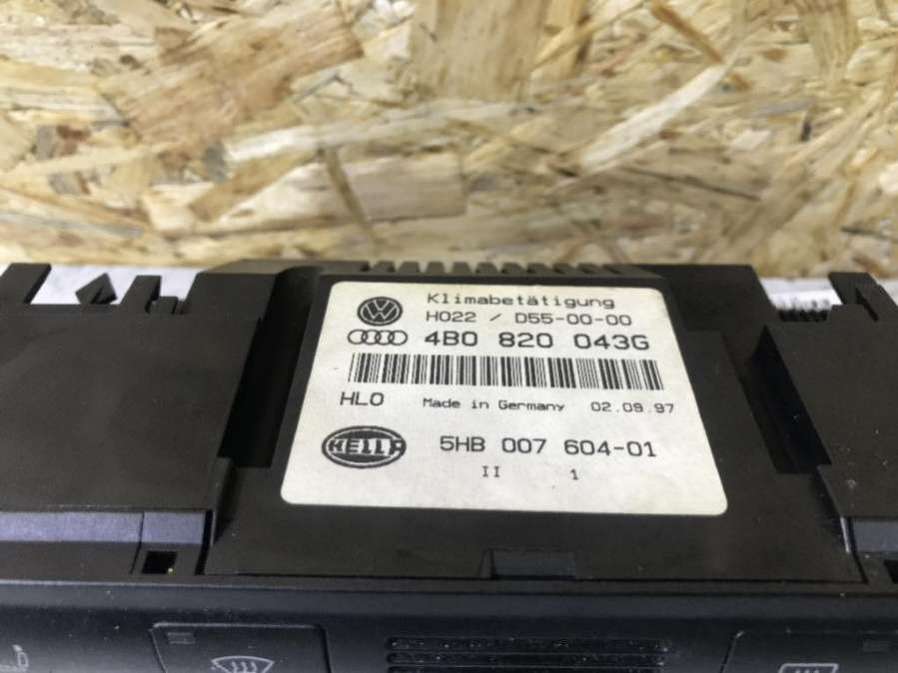 Klimabetätigung
H022 / D55-00-00
4B0 820 043G
HLO Made in Germany 02.09.97
HELLA 5HB 007 604-01
II 1